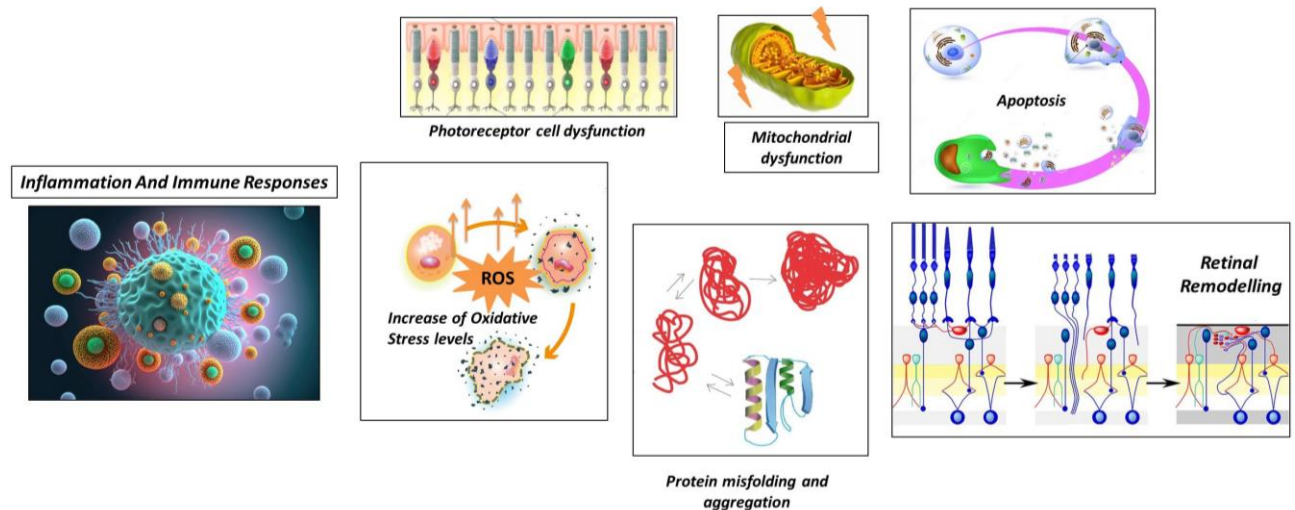 Photoreceptor cell dysfunction
Mitochondrial
dysfunction
Apoptosis
Inflammation And Immune Responses
ROS
Increase of Oxidative
Stress levels
Protein misfolding and
aggregation
Retinal
Remodelling